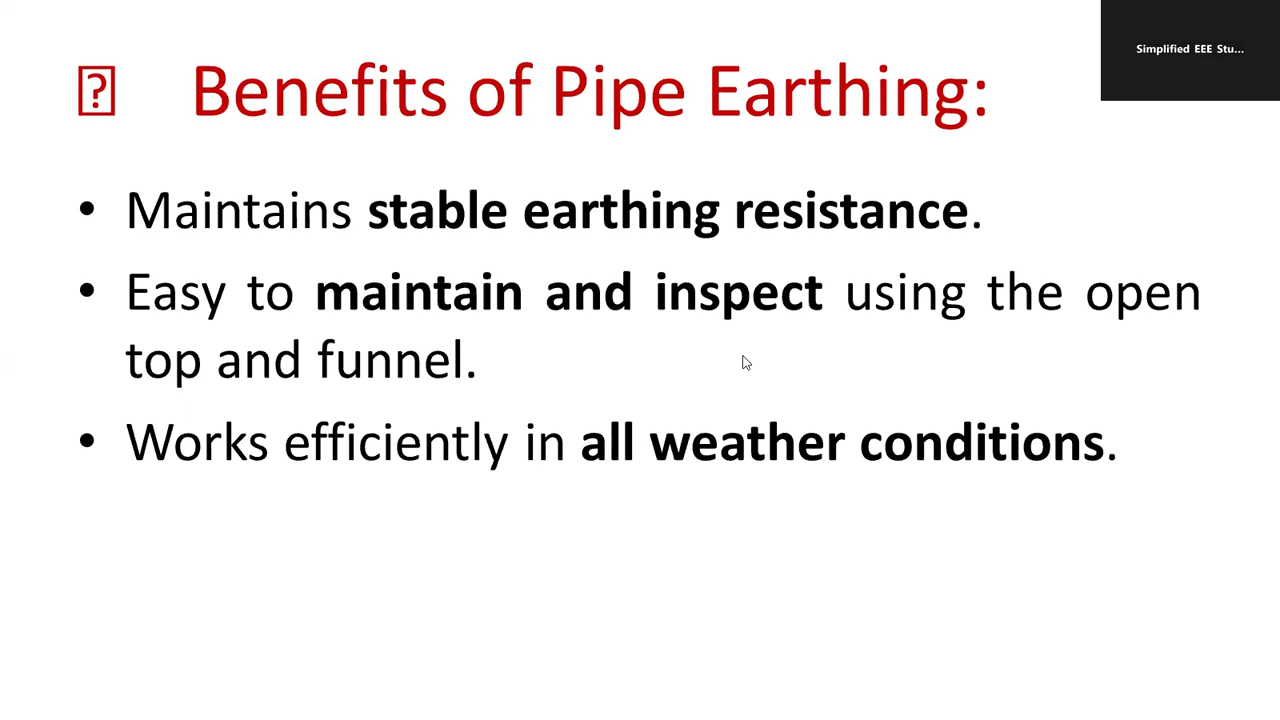 Simplified EEE Stu...
Benefits of Pipe Earthing:
• Maintains stable earthing resistance.
• Easy to maintain and inspect using the open
top and funnel.
• Works efficiently in all weather conditions.